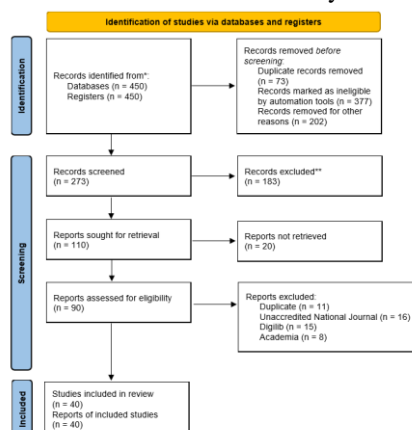 Identification of studies via databases and registers
Identification
Records identified from*:
Databases (n = 450)
Registers (n = 450)
Records removed before
screening:
Duplicate records removed
(n = 73)
Records marked as ineligible
by automation tools (n = 377)
Records removed for other
reasons (n = 202)
Screening
Records screened
(n = 273)
Records excluded**
(n = 183)
Reports sought for retrieval
(n = 110)
Reports not retrieved
(n = 20)
Reports assessed for eligibility
(n = 90)
Reports excluded:
Duplicate (n = 11)
Unaccredited National Journal (n = 16)
Digilib (n = 15)
Academia (n = 8)
Included
Studies included in review
(n = 40)
Reports of included studies
(n = 40)